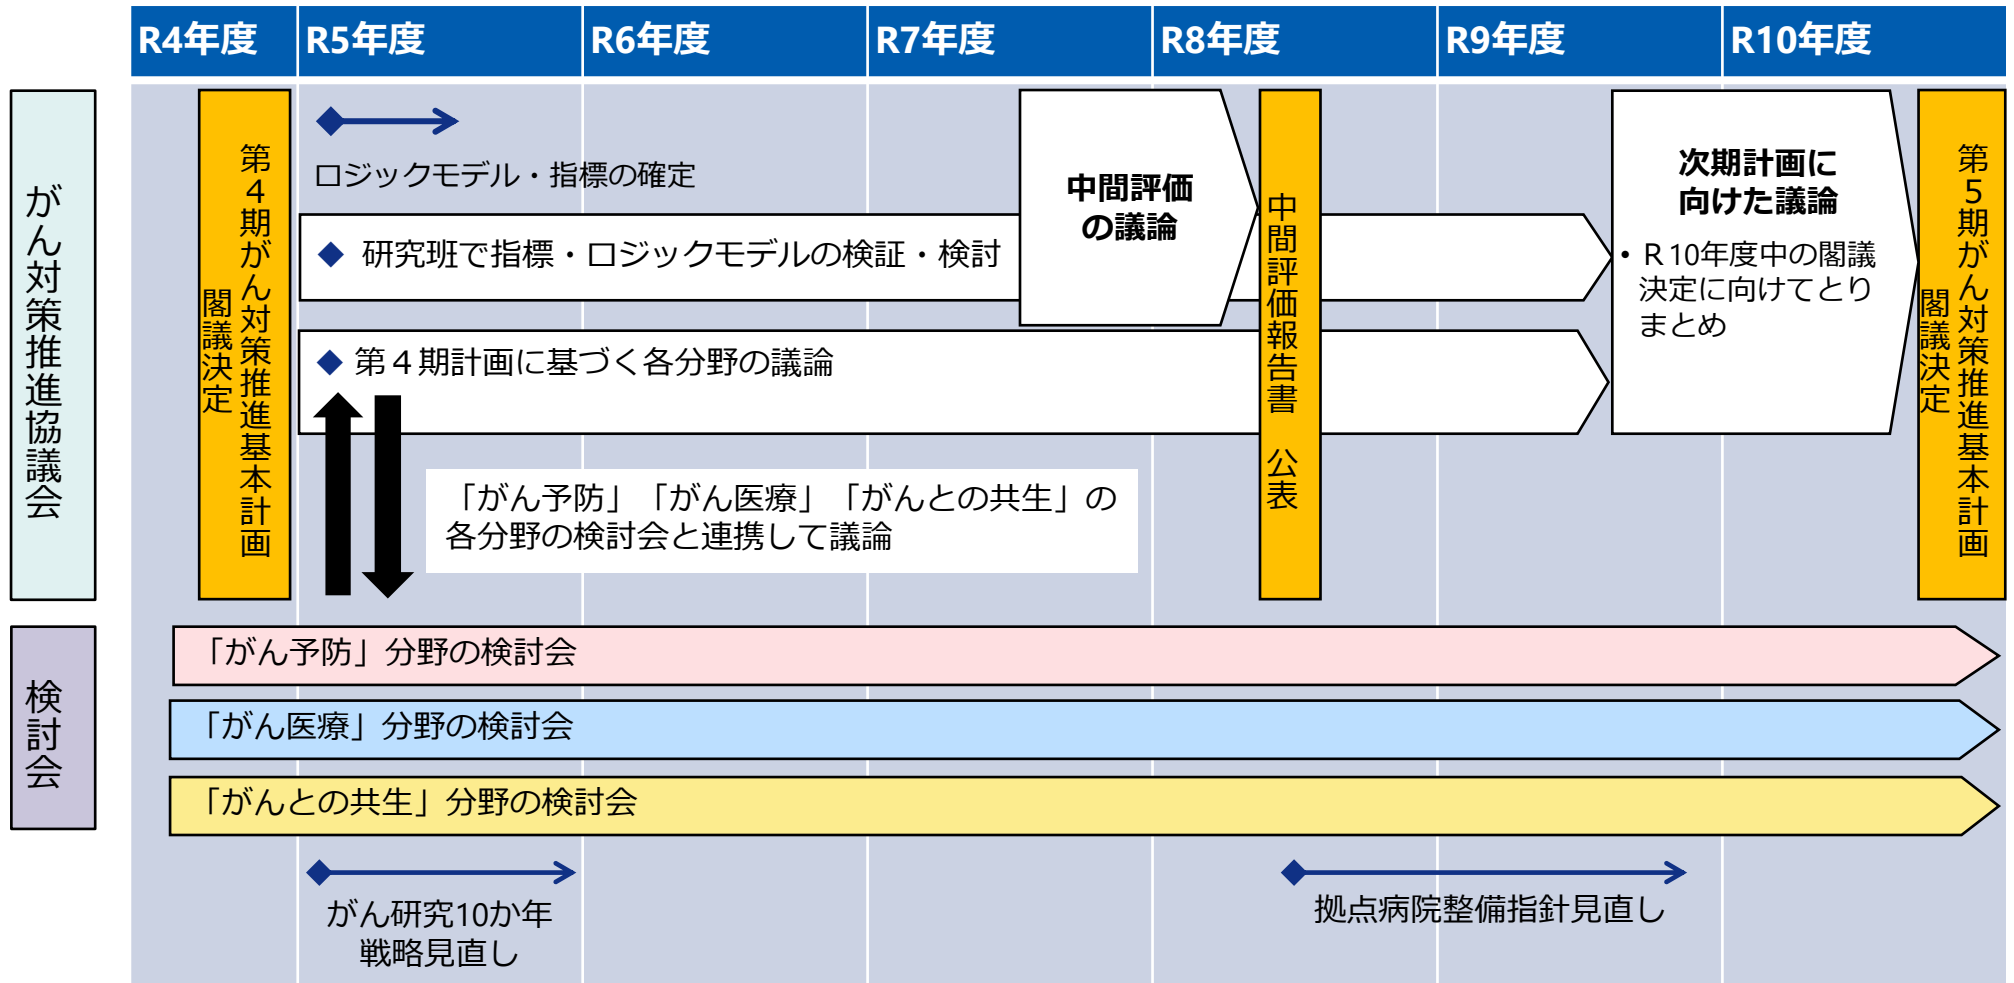 R4年度
R5年度
R6年度
R7年度
R8年度
R9年度
R10年度
がん対策推進協議会
第４期がん対策推進基本計画
閣議決定
ロジックモデル・指標の確定
研究班で指標・ロジックモデルの検証・検討
第４期計画に基づく各分野の議論
「がん予防」「がん医療」「がんとの共生」の
各分野の検討会と連携して議論
中間評価
の議論
中間評価報告書　公表
次期計画に
向けた議論
・Ｒ10年度中の閣議
決定に向けてとり
まとめ
第５期がん対策推進基本計画
閣議決定
検討会
「がん予防」分野の検討会
「がん医療」分野の検討会
「がんとの共生」分野の検討会
がん研究10か年
戦略見直し
拠点病院整備指針見直し